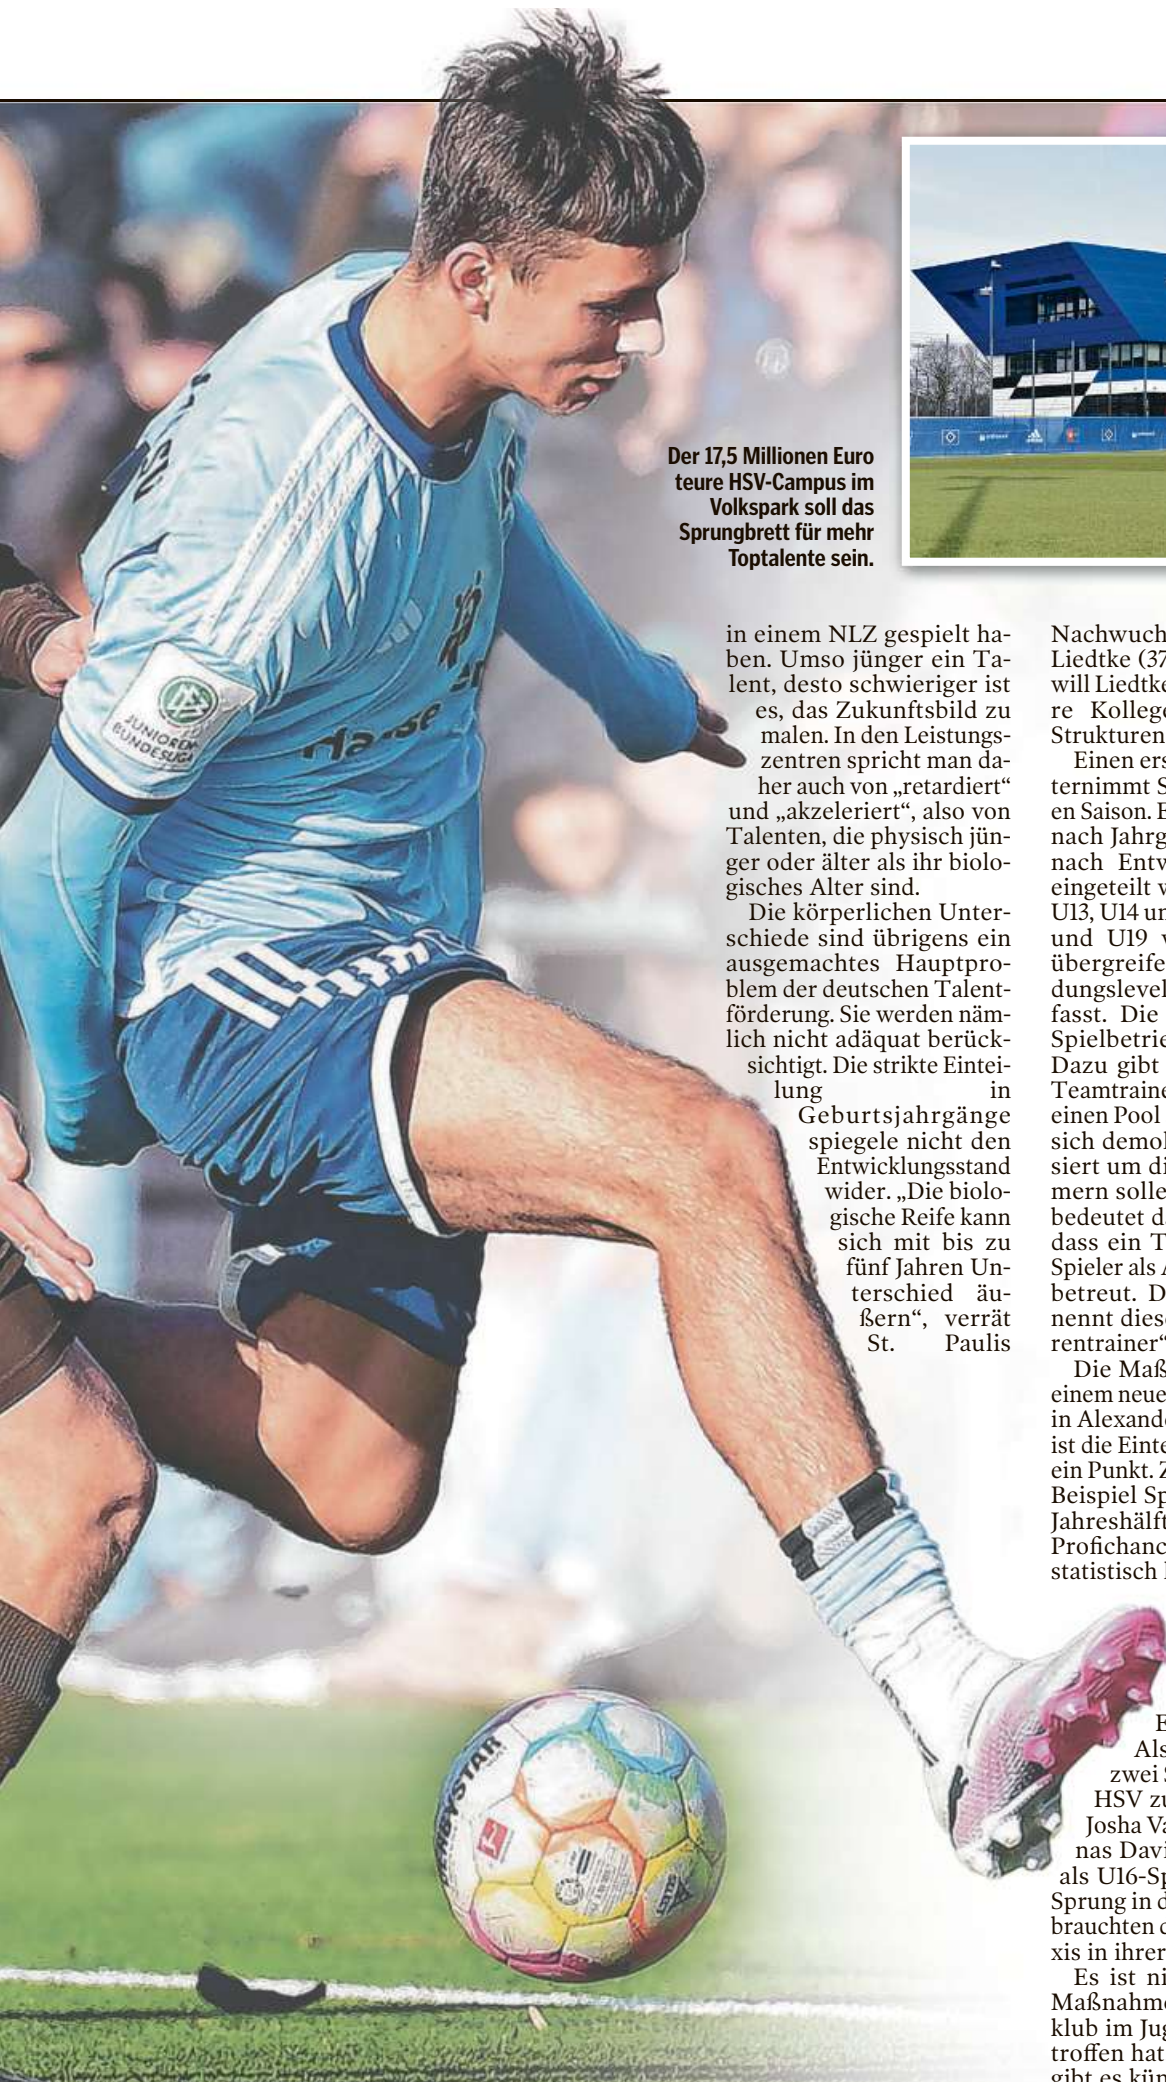 Der 17,5 Millionen Euro
teure HSV-Campus im
Volkspark soll das
Sprungbrett für mehr
Toptalente sein.
JUNIOREN
BUNDESLIGA
Hanse
DERBYSTAR
in einem NLZ gespielt ha-
ben. Umso jünger ein Ta-
lent, desto schwieriger ist
es, das Zukunftsbild zu
malen. In den Leistungs-
zentren spricht man da-
her auch von „retardiert“
und „akzeleriert“, also von
Talenten, die physisch jün-
ger oder älter als ihr biolo-
gisches Alter sind.
Die körperlichen Unter-
schiede sind übrigens ein
ausgemachtes Hauptpro-
blem der deutschen Talent-
förderung. Sie werden näm-
lich nicht adäquat berück-
sichtigt. Die strikte Eintei-
lung in
Geburtsjahrgänge
spiegele nicht den
Entwicklungsstand
wider. „Die biolo-
gische Reife kann
sich mit bis zu
fünf Jahren Un-
terschied äu-
ßern“, verrät
St. Paulis
Nachwuch
Liedtke (37
will Liedtke
re Kolleg
Strukturen
Einen ers
ternimmt S
en Saison. E
nach Jahrg
nach Entw
eingeteilt v
U13, U14 un
und U19 v
übergreife
dungslevel
fasst. Die
Spielbetrie
Dazu gibt
Teamtraine
einen Pool
sich demol
siert um di
mern solle
bedeutet d
dass ein T
Spieler als A
betreut. D
nennt dies
rentrainer“
Die Maß
einem neue
in Alexand
ist die Einte
ein Punkt. Z
Beispiel Sp
Jahreshälft
Profichanc
statistisch
E
Als
zwei S
HSV zu
Josha Va
nas Davi
als U16-Sp
Sprung in d
brauchten d
xis in ihrer
Es ist ni
Maßnahme
klub im Jug
troffen hat
gibt es kün